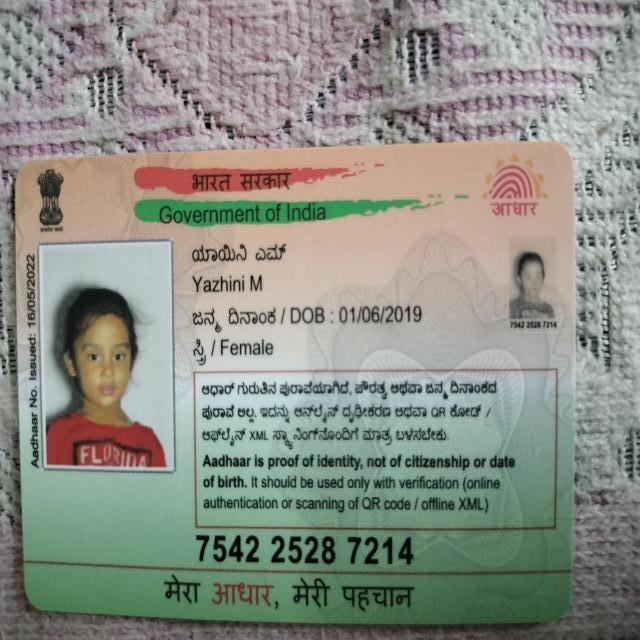 भारत सरकार
Government of India
आधार
ಯಾಯಿನಿ ಎಮ್
Yazhini M
ಜನ್ಮ ದಿನಾಂಕ / DOB : 01/06/2019
ಸ್ತ್ರೀ / Female
7542 2528 7214
Aadhaar No. Issued: 16/05/2022
FLORIDA
ಆಧಾರ್ ಗುರುತಿನ ಪುರಾವೆಯಾಗಿದೆ, ಪೌರತ್ವ ಅಥವಾ ಜನ್ಮ ದಿನಾಂಕದ
ಪುರಾವೆ ಅಲ್ಲ. ಇದನ್ನು ಆನ್‌ಲೈನ್ ದೃಢೀಕರಣ ಅಥವಾ QR ಕೋಡ್ /
ಆಫ್‌ಲೈನ್ XML ಸ್ಕ್ಯಾನಿಂಗ್‌ನೊಂದಿಗೆ ಮಾತ್ರ ಬಳಸಬೇಕು.
Aadhaar is proof of identity, not of citizenship or date
of birth. It should be used only with verification (online
authentication or scanning of QR code / offline XML)
7542 2528 7214
मेरा आधार, मेरी पहचान